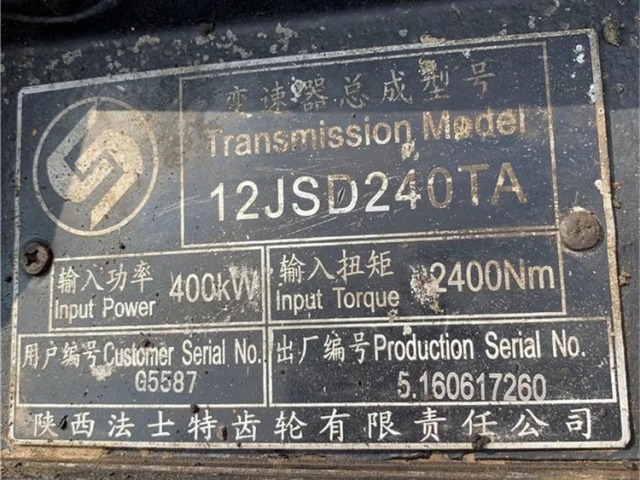 变速器总成型号
Transmission Model
12JSD240TA
输入功率 400kW 输入扭矩 2400Nm
Input Power Input Torque
用户编号 Customer Serial No. 出厂编号 Production Serial No.
G5587 5.160617260
陕西法士特齿轮有限责任公司